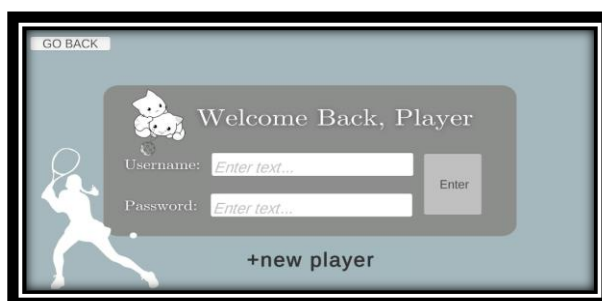 GO BACK
Welcome Back, Player
Username: Enter text...
Enter
Password: Enter text...
+new player